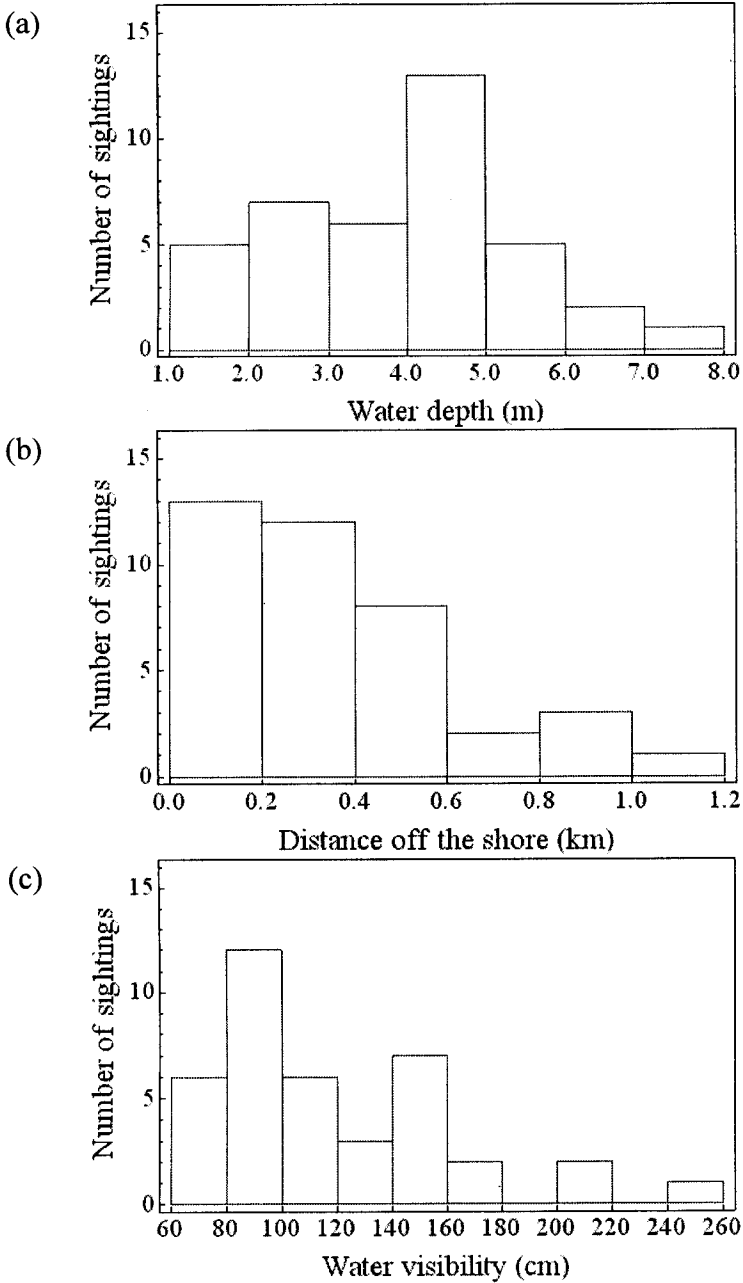 (a)
Number of sightings
15
10
5
0
1.0 2.0 3.0 4.0 5.0 6.0 7.0 8.0
Water depth (m)
(b)
Number of sightings
15
10
5
0
0.0 0.2 0.4 0.6 0.8 1.0 1.2
Distance off the shore (km)
(c)
Number of sightings
15
10
5
0
60 80 100 120 140 160 180 200 220 240 260
Water visibility (cm)